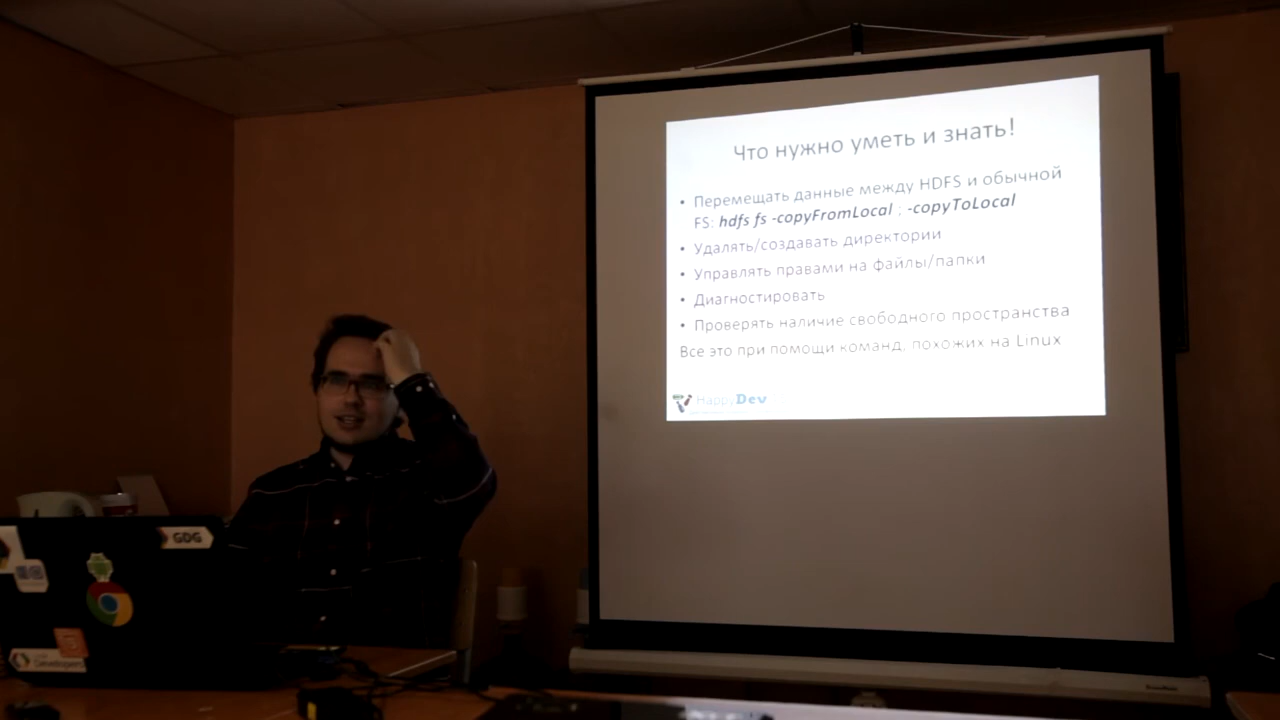 Что нужно уметь и знать!
• Перемещать данные между HDFS и обычной
FS: hdfs fs -copyFromLocal ; -copyToLocal
• Удалять/создавать директории
• Управлять правами на файлы/папки
• Диагностировать
• Проверять наличие свободного пространства
Все это при помощи команд, похожих на Linux
HappyDev
GDG
Developers